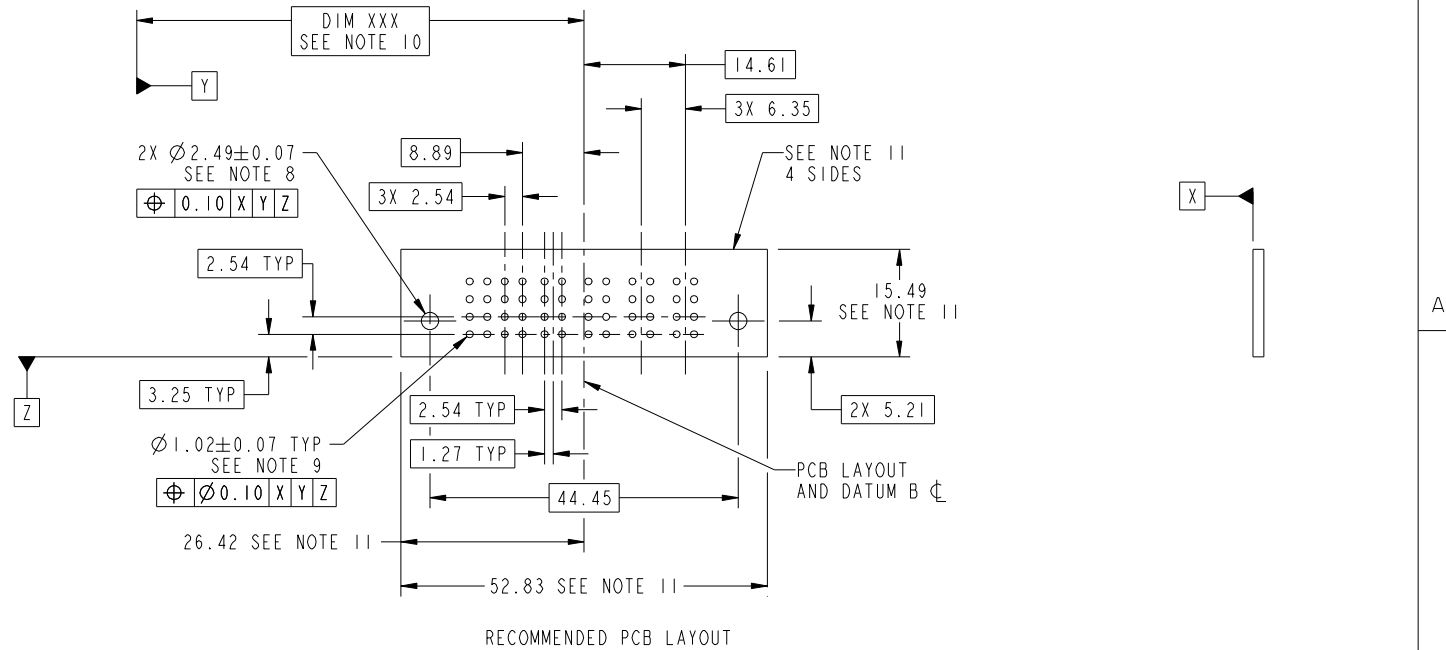 DIM XXX
SEE NOTE 10
14.61
Y
3X 6.35
2X Ø2.49±0.07
SEE NOTE 8
8.89
SEE NOTE 11
4 SIDES
⌖ 0.10 X Y Z
3X 2.54
X
2.54 TYP
15.49
SEE NOTE 11
A
3.25 TYP
Z
2.54 TYP
2X 5.21
Ø1.02±0.07 TYP
SEE NOTE 9
1.27 TYP
⌖ Ø0.10 X Y Z
44.45
PCB LAYOUT
AND DATUM B ℄
26.42 SEE NOTE 11
52.83 SEE NOTE 11
RECOMMENDED PCB LAYOUT